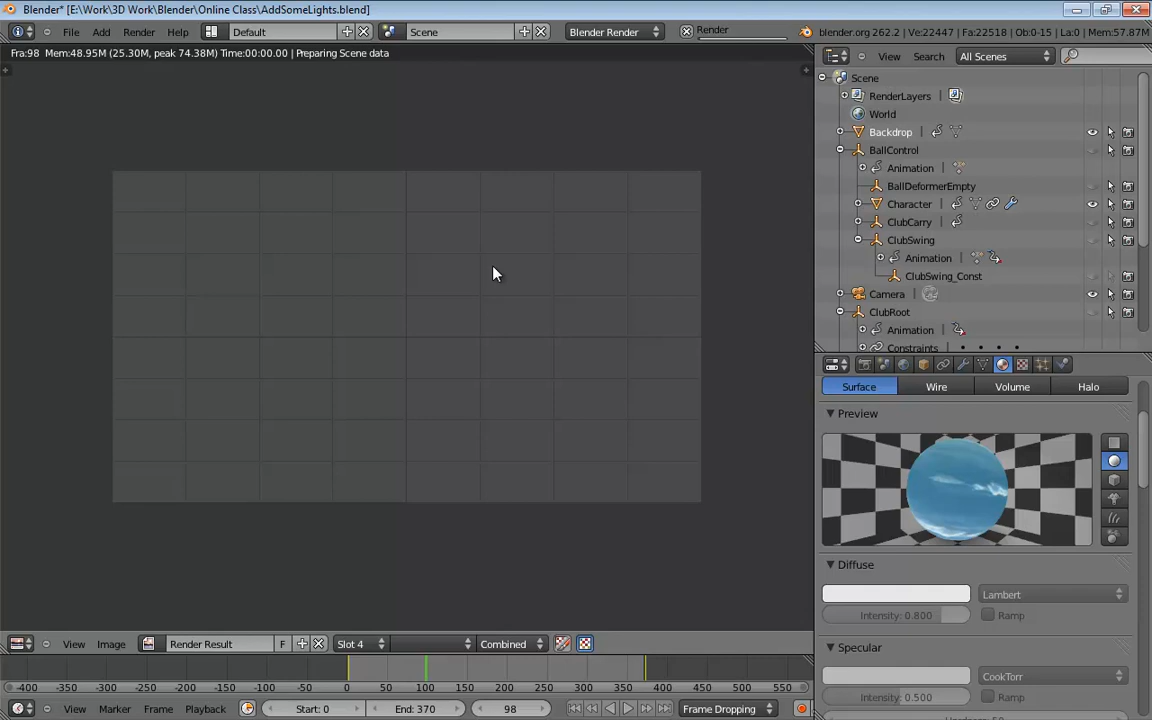 Blender* [E:\Work\3D Work\Blender\Online Class\AddSomeLights.blend]
File Add Render Help Default Scene Blender Render Render blender.org 262.2 | Ve:22447 | Fa:22518 | Ob:0-15 | La:0 | Mem:57.87M
Fra:98 Mem:48.95M (25.30M, peak 74.38M) Time:00:00.00 | Preparing Scene data
View Search All Scenes
Scene
RenderLayers
World
Backdrop
BallControl
Animation
BallDeformerEmpty
Character
ClubCarry
ClubSwing
Animation
ClubSwing_Const
Camera
ClubRoot
Animation
Constraints
Surface Wire Volume Halo
Preview
Diffuse
Lambert
Intensity: 0.800 Ramp
Specular
CookTorr
Intensity: 0.500 Ramp
View Image Render Result F Slot 4 Combined
-400 -350 -300 -250 -200 -150 -100 -50 0 50 100 150 200 250 300 350 400 450 500 550
View Marker Frame Playback Start: 0 End: 370 98 Frame Dropping